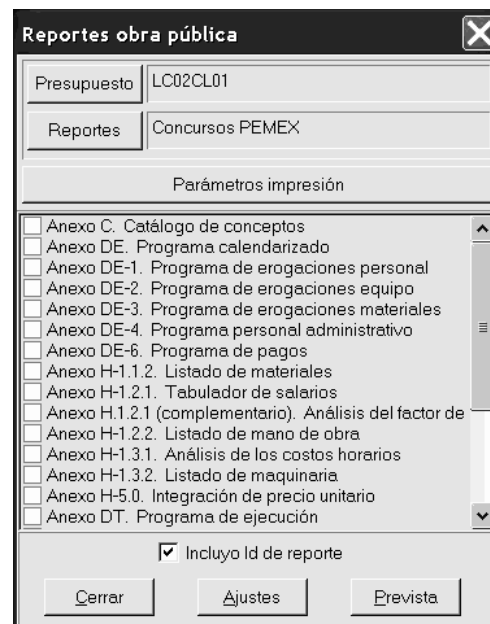 Reportes obra pública
Presupuesto LC02CL01
Reportes Concursos PEMEX
Parámetros impresión
Anexo C. Catálogo de conceptos
Anexo DE. Programa calendarizado
Anexo DE-1. Programa de erogaciones personal
Anexo DE-2. Programa de erogaciones equipo
Anexo DE-3. Programa de erogaciones materiales
Anexo DE-4. Programa personal administrativo
Anexo DE-6. Programa de pagos
Anexo H-1.1.2. Listado de materiales
Anexo H-1.2.1. Tabulador de salarios
Anexo H.1.2.1 (complementario). Análisis del factor de
Anexo H-1.2.2. Listado de mano de obra
Anexo H-1.3.1. Análisis de los costos horarios
Anexo H-1.3.2. Listado de maquinaria
Anexo H-5.0. Integración de precio unitario
Anexo DT. Programa de ejecución
Incluyo Id de reporte
Cerrar Ajustes Prevista